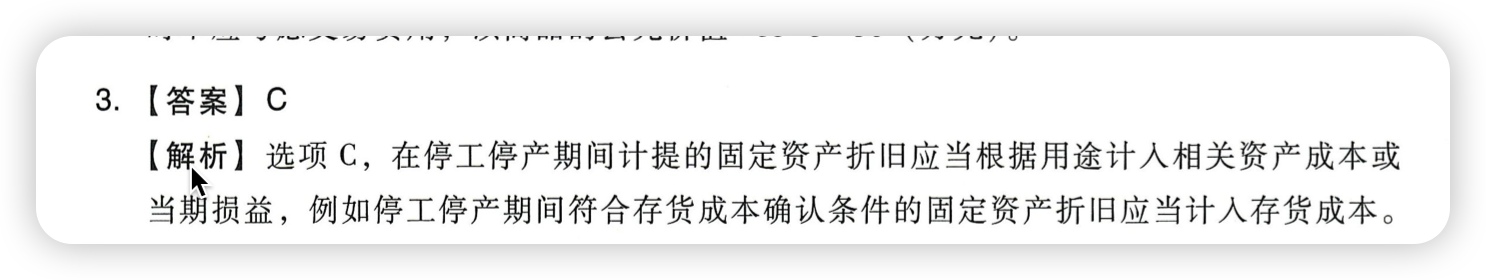 3. 【答案】C
【解析】选项 C，在停工停产期间计提的固定资产折旧应当根据用途计入相关资产成本或
当期损益，例如停工停产期间符合存货成本确认条件的固定资产折旧应当计入存货成本。